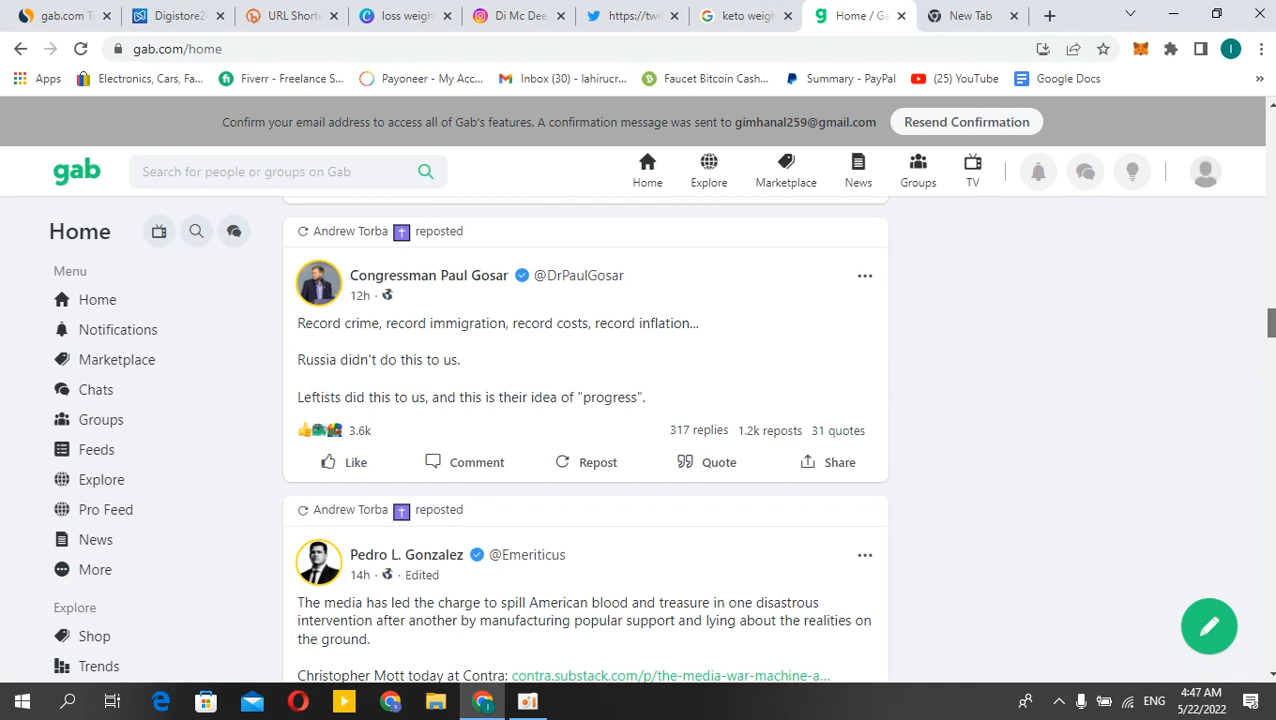 gab.com T
Digistore2
URL Shorte
loss weigh
Di Mc Dee
https://twi
keto weigh
Home / Ga
New Tab
gab.com/home
Apps
Electronics, Cars, Fa...
Fiverr - Freelance S...
Payoneer - My Acc...
Inbox (30) - lahirucr...
Faucet Bitcoin Cash...
Summary - PayPal
(25) YouTube
Google Docs
»
Confirm your email address to access all of Gab's features. A confirmation message was sent to gimhanal259@gmail.com
Resend Confirmation
gab
Search for people or groups on Gab
Home
Explore
Marketplace
News
Groups
TV
Home
Menu
Home
Notifications
Marketplace
Chats
Groups
Feeds
Explore
Pro Feed
News
More
Explore
Shop
Trends
Andrew Torba reposted
Congressman Paul Gosar @DrPaulGosar
12h ·
Record crime, record immigration, record costs, record inflation...
Russia didn't do this to us.
Leftists did this to us, and this is their idea of "progress".
3.6k
317 replies 1.2k reposts 31 quotes
Like Comment Repost Quote Share
Andrew Torba reposted
Pedro L. Gonzalez @Emeriticus
14h · · Edited
The media has led the charge to spill American blood and treasure in one disastrous
intervention after another by manufacturing popular support and lying about the realities on
the ground.
Christopher Mott today at Contra: contra.substack.com/p/the-media-war-machine-a...
ENG
4:47 AM
5/22/2022